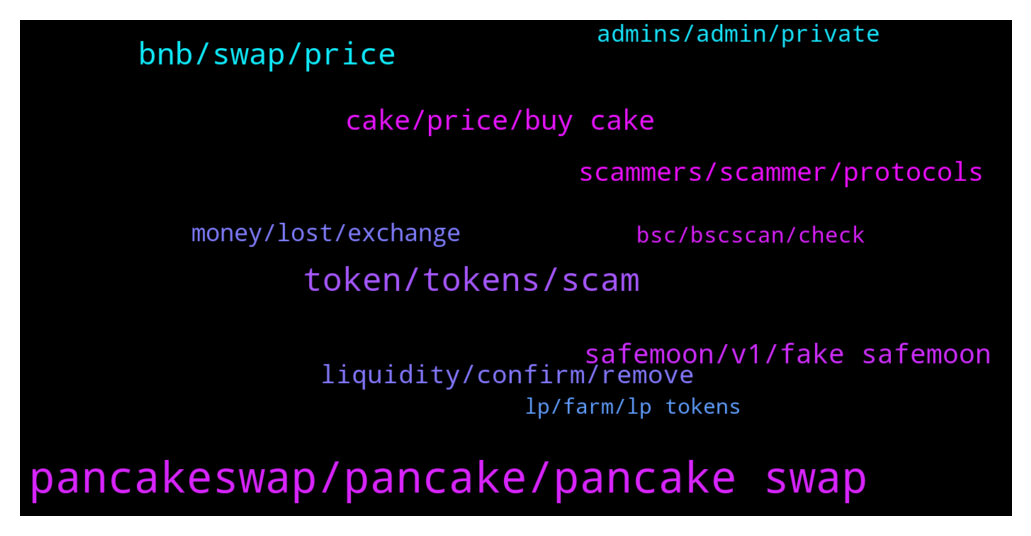 admins/admin/private
bnb/swap/price
cake/price/buy cake
scammers/scammer/protocols
money/lost/exchange
bsc/bscscan/check
token/tokens/scam
safemoon/v1/fake safemoon
liquidity/confirm/remove
lp/farm/lp tokens
pancakeswap/pancake/pancake swap